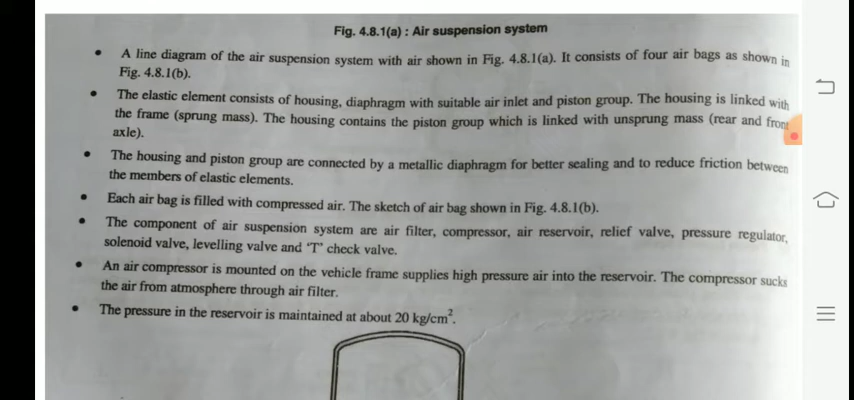 Fig. 4.8.1(a) : Air suspension system
• A line diagram of the air suspension system with air shown in Fig. 4.8.1(a). It consists of four air bags as shown in
Fig. 4.8.1(b).
• The elastic element consists of housing, diaphragm with suitable air inlet and piston group. The housing is linked with
the frame (sprung mass). The housing contains the piston group which is linked with unsprung mass (rear and front
axle).
• The housing and piston group are connected by a metallic diaphragm for better sealing and to reduce friction between
the members of elastic elements.
• Each air bag is filled with compressed air. The sketch of air bag shown in Fig. 4.8.1(b).
• The component of air suspension system are air filter, compressor, air reservoir, relief valve, pressure regulator,
solenoid valve, levelling valve and 'T' check valve.
• An air compressor is mounted on the vehicle frame supplies high pressure air into the reservoir. The compressor sucks
the air from atmosphere through air filter.
• The pressure in the reservoir is maintained at about 20 kg/cm².